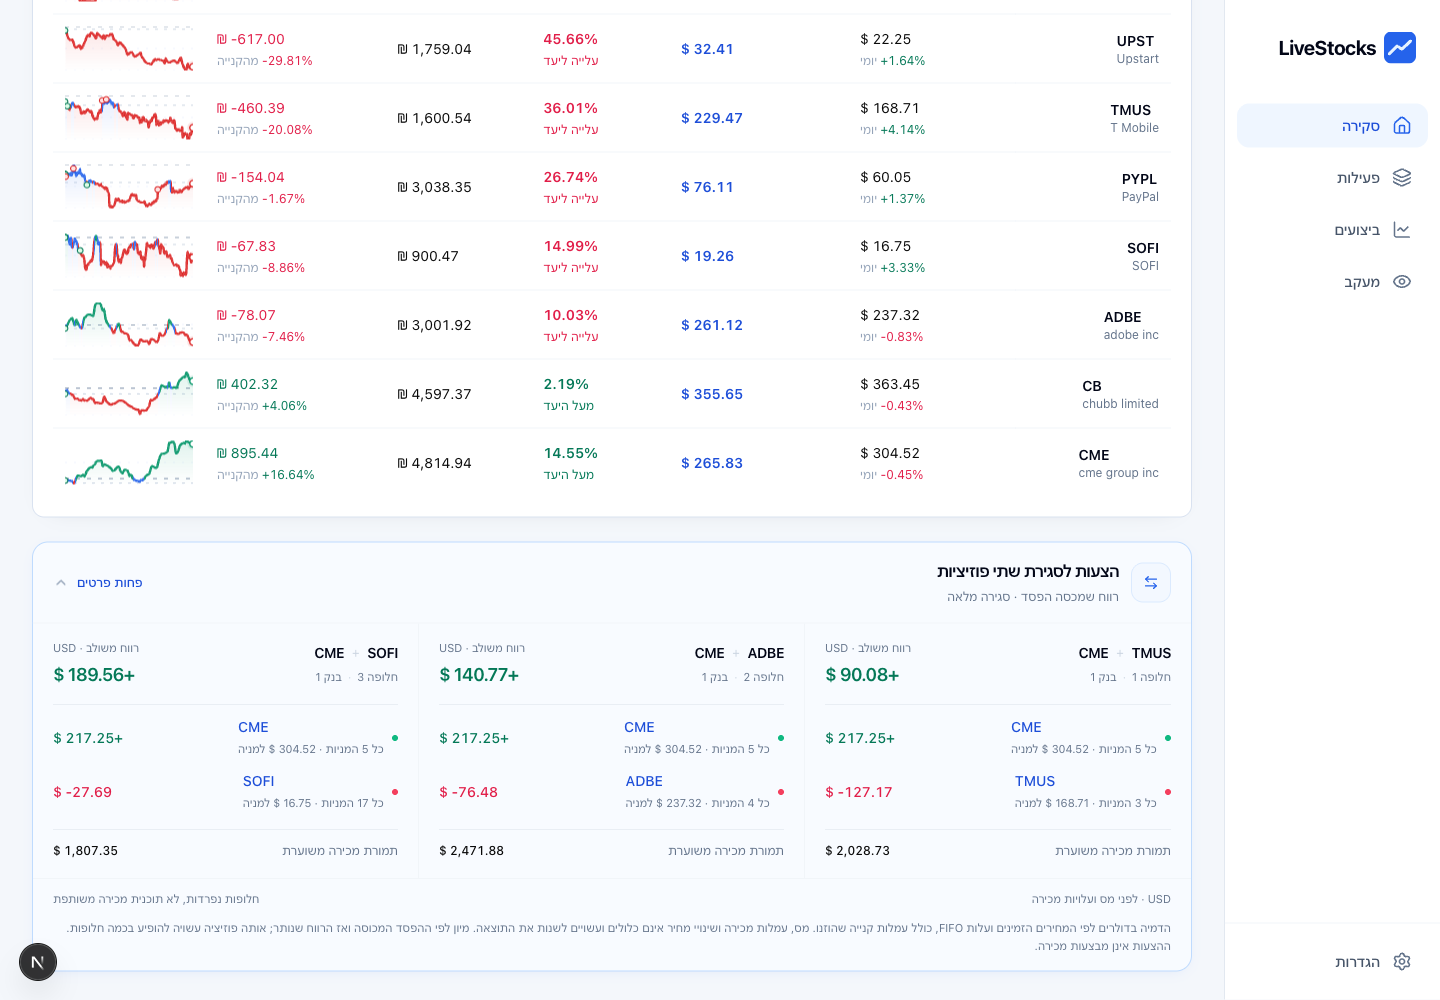 LiveStocks
סקירה
פעילות
ביצועים
מעקב
הגדרות
UPST $ 22.25 $ 32.41 45.66% ₪ 1,759.04 ₪ -617.00
Upstart +1.64% יומי עלייה ליעד -29.81% מהקנייה
TMUS $ 168.71 $ 229.47 36.01% ₪ 1,600.54 ₪ -460.39
T Mobile +4.14% יומי עלייה ליעד -20.08% מהקנייה
PYPL $ 60.05 $ 76.11 26.74% ₪ 3,038.35 ₪ -154.04
PayPal +1.37% יומי עלייה ליעד -1.67% מהקנייה
SOFI $ 16.75 $ 19.26 14.99% ₪ 900.47 ₪ -67.83
SOFI +3.33% יומי עלייה ליעד -8.86% מהקנייה
ADBE $ 237.32 $ 261.12 10.03% ₪ 3,001.92 ₪ -78.07
adobe inc -0.83% יומי עלייה ליעד -7.46% מהקנייה
CB $ 363.45 $ 355.65 2.19% ₪ 4,597.37 ₪ 402.32
chubb limited -0.43% יומי מעל היעד +4.06% מהקנייה
CME $ 304.52 $ 265.83 14.55% ₪ 4,814.94 ₪ 895.44
cme group inc -0.45% יומי מעל היעד +16.64% מהקנייה
הצעות לסגירת שתי פוזיציות
רווח שמכסה הפסד · סגירה מלאה
פחות פרטים
TMUS + CME
חלופה 1 · בנק 1
רווח משולב · USD
$ 90.08+
CME
כל 5 המניות · 304.52 $ למניה
$ 217.25+
TMUS
כל 3 המניות · 168.71 $ למניה
$ -127.17
תמורת מכירה משוערת
$ 2,028.73
ADBE + CME
חלופה 2 · בנק 1
רווח משולב · USD
$ 140.77+
CME
כל 5 המניות · 304.52 $ למניה
$ 217.25+
ADBE
כל 4 המניות · 237.32 $ למניה
$ -76.48
תמורת מכירה משוערת
$ 2,471.88
SOFI + CME
חלופה 3 · בנק 1
רווח משולב · USD
$ 189.56+
CME
כל 5 המניות · 304.52 $ למניה
$ 217.25+
SOFI
כל 17 המניות · 16.75 $ למניה
$ -27.69
תמורת מכירה משוערת
$ 1,807.35
USD · לפני מס ועלויות מכירה
חלופות נפרדות, לא תוכנית מכירה משותפת
הדמיה בדולרים לפי המחירים הזמינים ועלות FIFO, כולל עמלות קנייה שהוזנו. מס, עמלות מכירה ושינויי מחיר אינם כלולים ועשויים לשנות את התוצאה. מיון לפי ההפסד המכוסה ואז הרווח שנותר; אותה פוזיציה עשויה להופיע בכמה חלופות.
ההצעות אינן מבצעות מכירה.
N